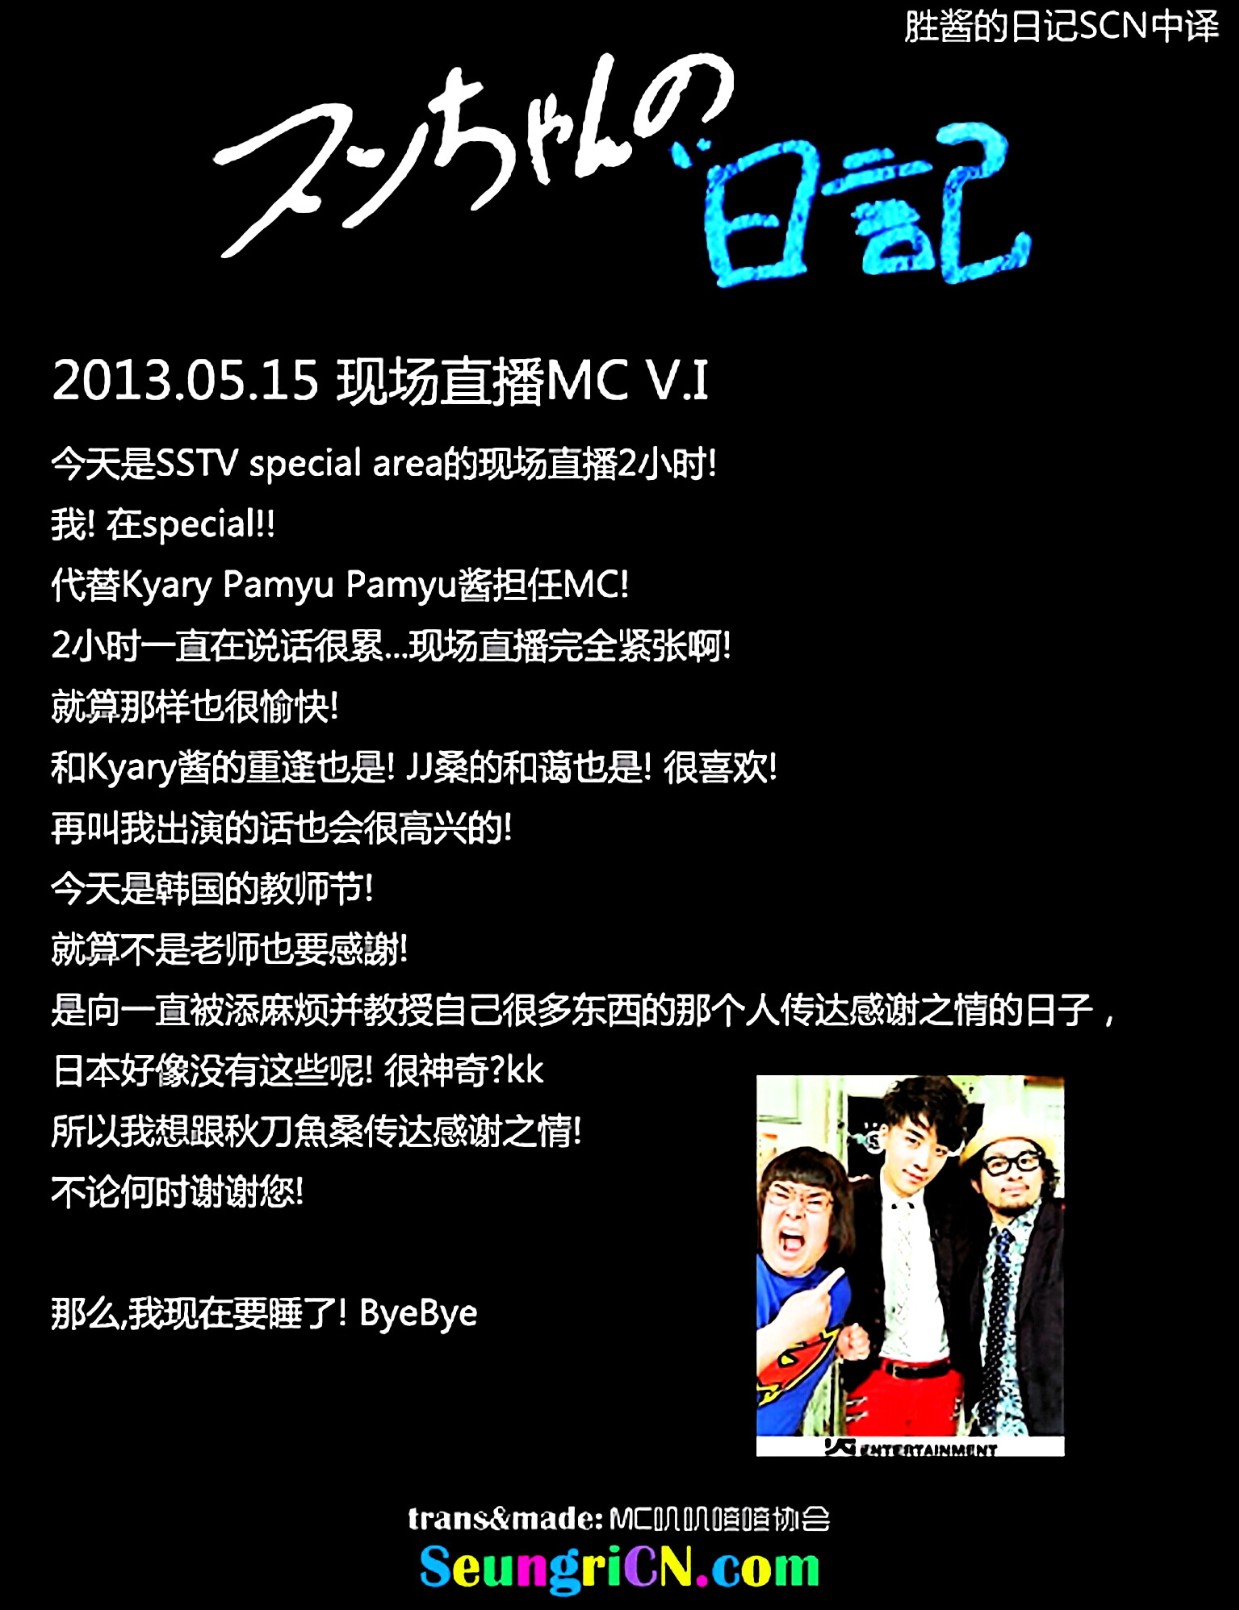 胜酱的日记SCN中译
スンちゃんの
日記
2013.05.15 现场直播MC V.I
今天是SSTV special area的现场直播2小时!
我! 在special!!
代替Kyary Pamyu Pamyu酱担任MC!
2小时一直在说话很累...现场直播完全紧张啊!
就算那样也很愉快!
和Kyary酱的重逢也是! JJ桑的和蔼也是! 很喜欢!
再叫我出演的话也会很高兴的!
今天是韩国的教师节!
就算不是老师也要感謝!
是向一直被添麻烦并教授自己很多东西的那个人传达感谢之情的日子，
日本好像没有这些呢! 很神奇?kk
所以我想跟秋刀魚桑传达感谢之情!
不论何时谢谢您!
那么,我现在要睡了! ByeBye
YG ENTERTAINMENT
trans&made: MC叽叽喳喳协会
SeungriCN.com